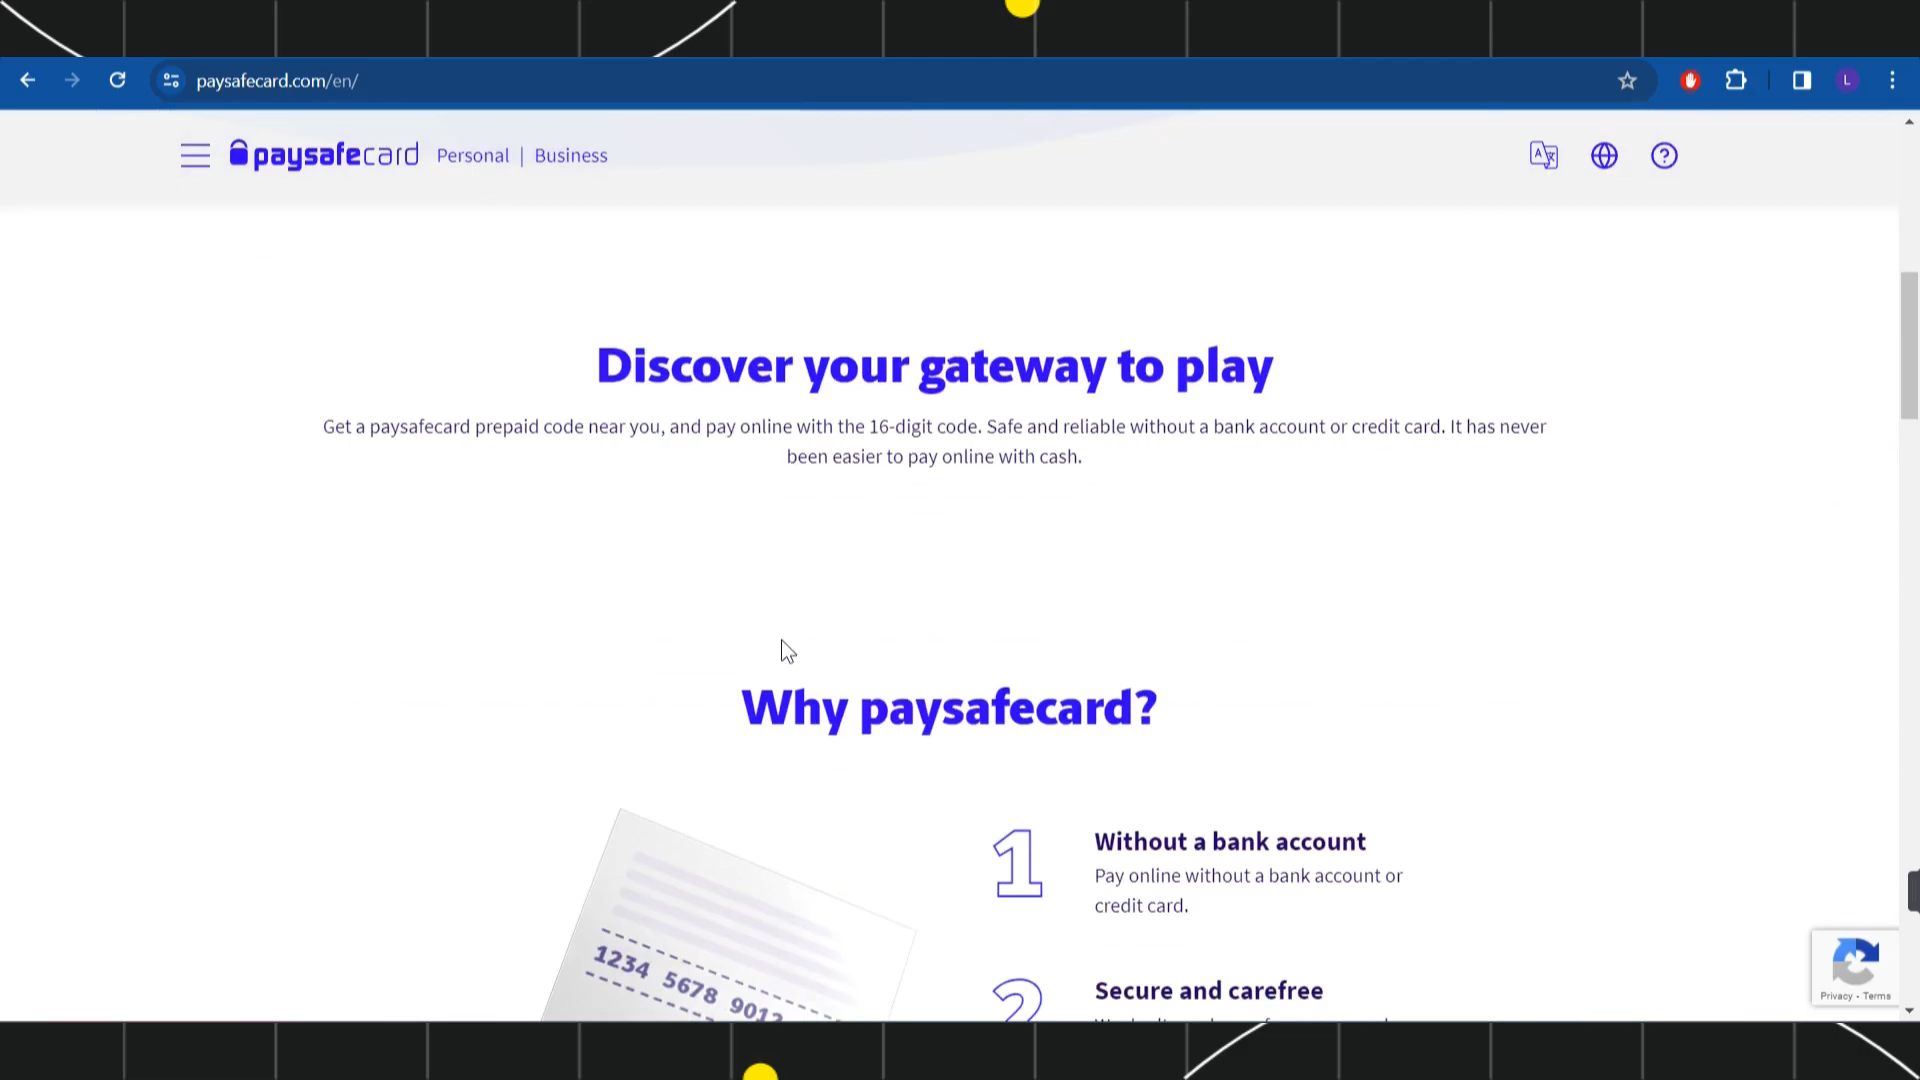 paysafecard.com/en/
L
paysafecard Personal | Business
Discover your gateway to play
Get a paysafecard prepaid code near you, and pay online with the 16-digit code. Safe and reliable without a bank account or credit card. It has never
been easier to pay online with cash.
Why paysafecard?
1
Without a bank account
Pay online without a bank account or
credit card.
1234 5678 9012
2
Secure and carefree
Privacy - Terms